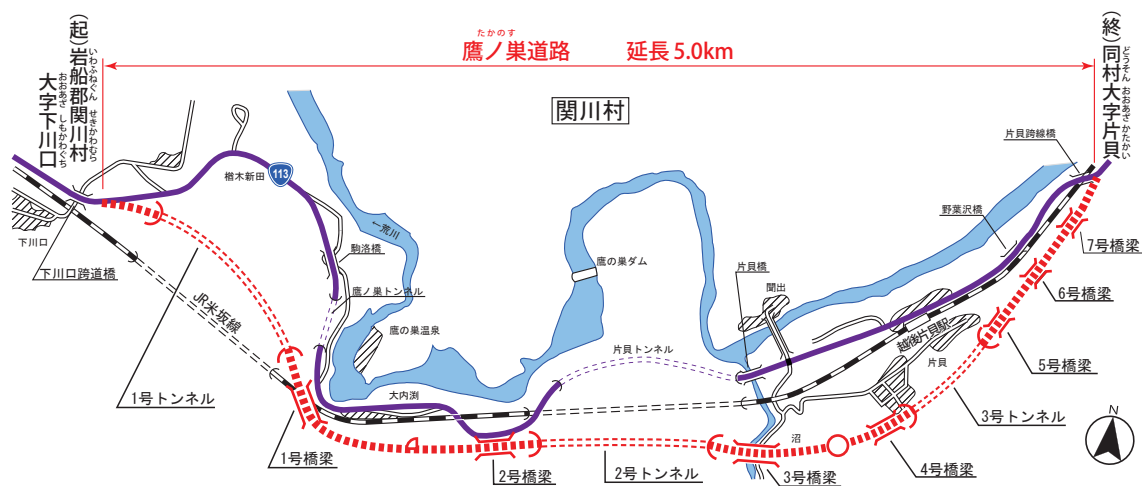 たかのす
鷹ノ巣道路 延長 5.0km
(起)岩船郡関川村
いわふねぐん せきかわむら
大字下川口
おおあざ しもかわぐち
(終)同村大字片貝
どうそん おおあざ かたかい
関川村
113
楢木新田
←荒川
駒洛橋
鷹ノ巣トンネル
鷹の巣温泉
大内渕
鷹の巣ダム
片貝トンネル
片貝橋
聞出
野葉沢橋
片貝跨線橋
越後片貝駅
片貝
沼
下川口
下川口跨道橋
JR米坂線
1号トンネル
1号橋梁
2号橋梁
2号トンネル
3号橋梁
4号橋梁
3号トンネル
5号橋梁
6号橋梁
7号橋梁
N